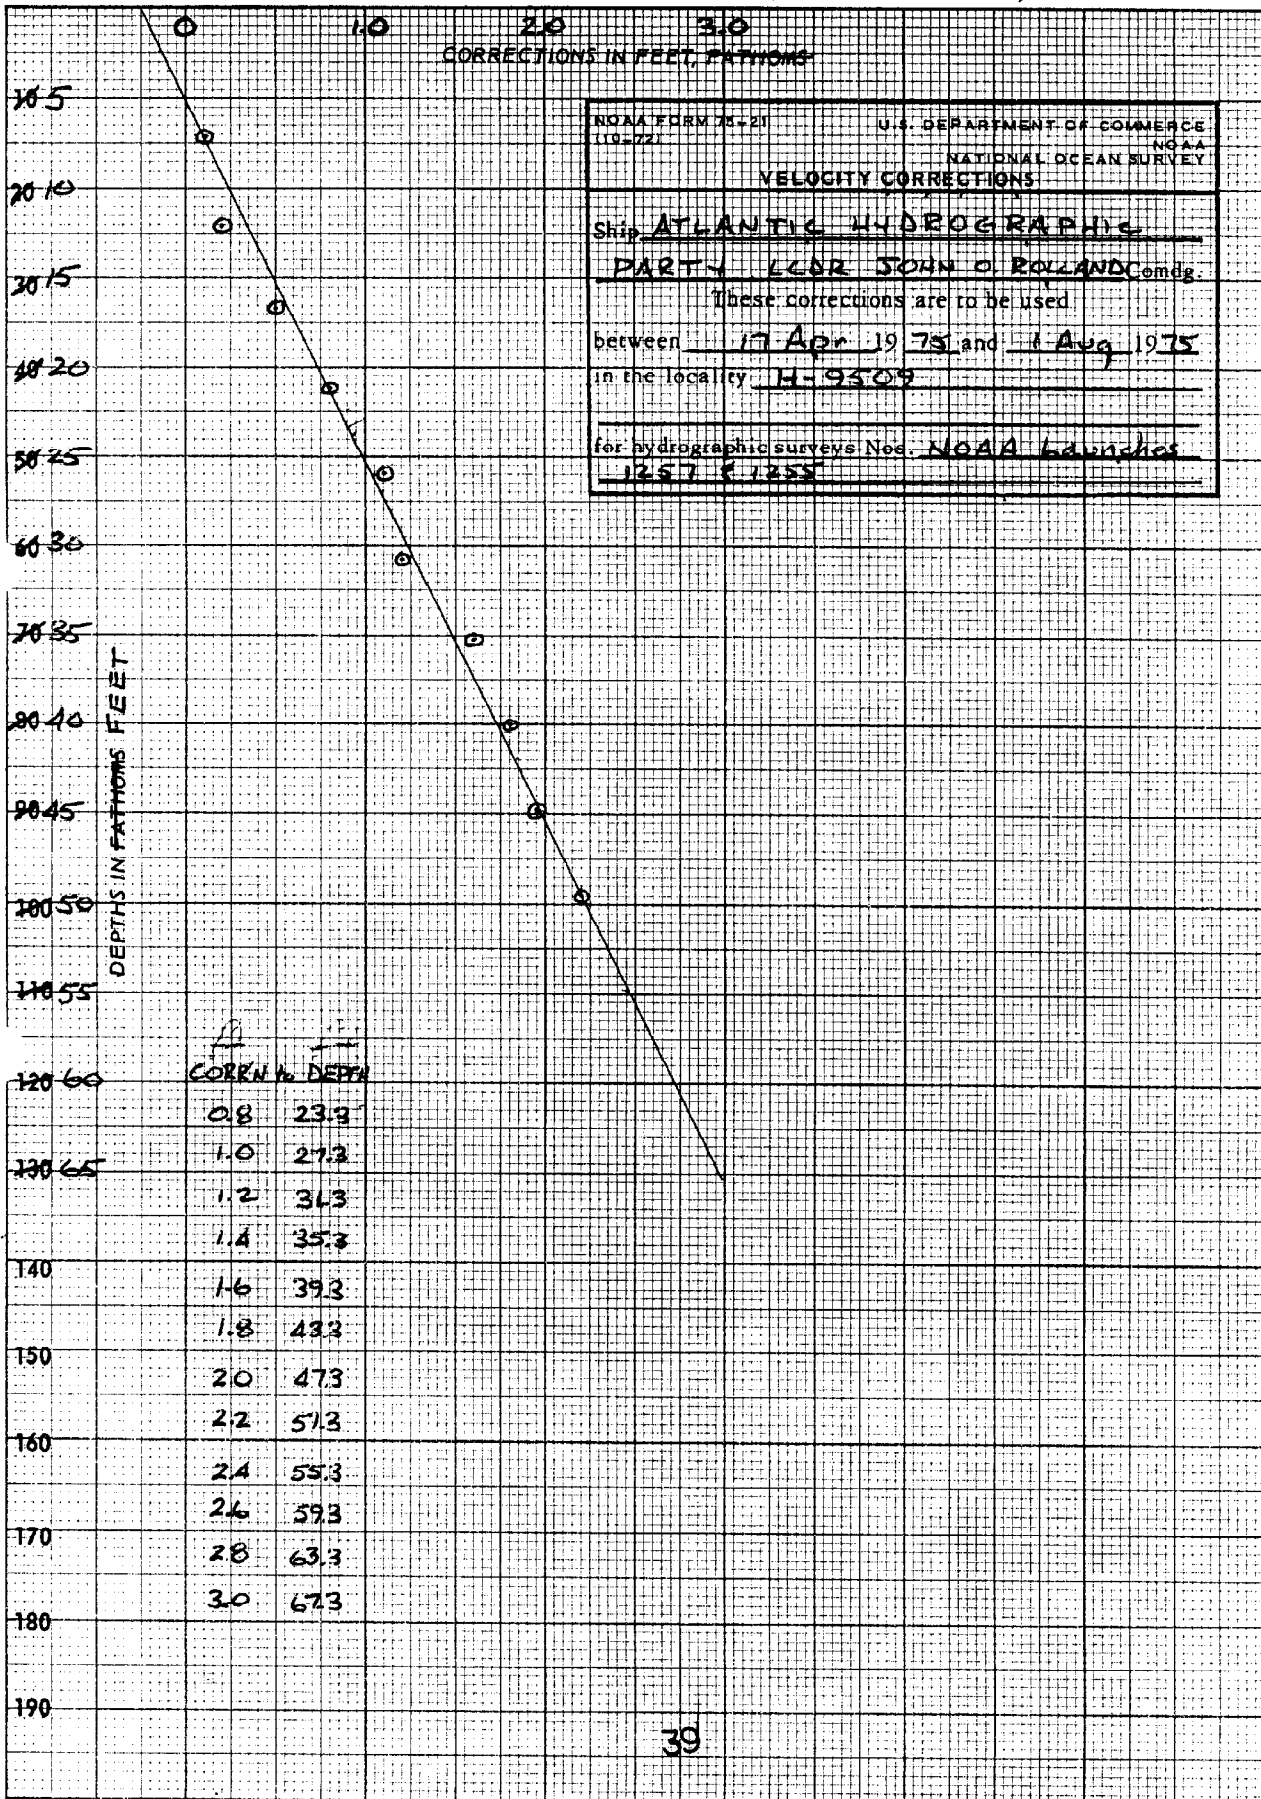 0 1.0 2.0 3.0
CORRECTIONS IN FEET, FATHOMS
10 5
20 10
30 15
40 20
50 25
60 30
70 35
80 40
90 45
100 50
110 55
120 60
130 65
140
150
160
170
180
190
DEPTHS IN FATHOMS FEET
NOAA FORM 75-21 U.S. DEPARTMENT OF COMMERCE
(10-72) NOAA
NATIONAL OCEAN SURVEY
VELOCITY CORRECTIONS
Ship ATLANTIC HYDROGRAPHIC
PARTY LCDR JOHN O. ROLLAND Comdg.
These corrections are to be used
between 17 Apr 19 75 and 1 Aug 19 75
in the locality H-9509
for hydrographic surveys Nos. NOAA Launches
1257 & 1255
CORR'N to DEPTH
0.8 23.3
1.0 27.3
1.2 31.3
1.4 35.3
1.6 39.3
1.8 43.3
2.0 47.3
2.2 51.3
2.4 55.3
2.6 59.3
2.8 63.3
3.0 67.3
39